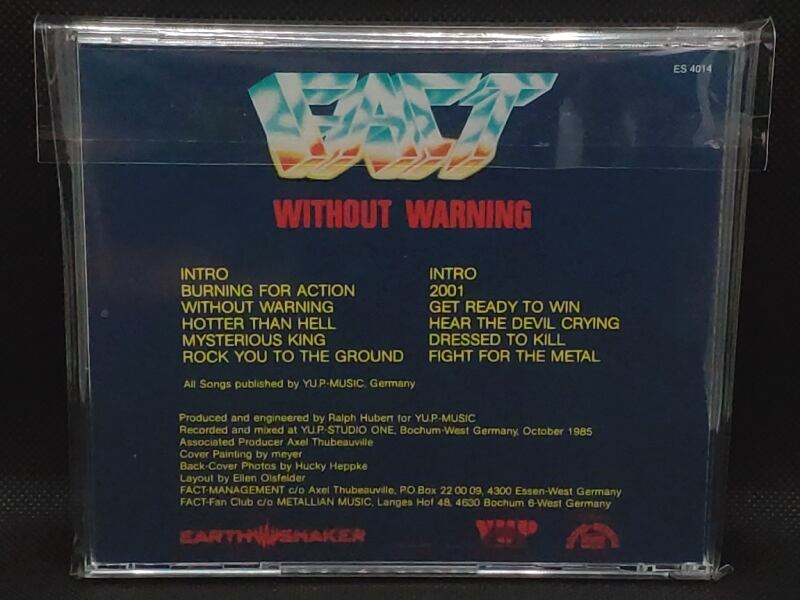 ES 4014
FACT
WITHOUT WARNING
INTRO
BURNING FOR ACTION
WITHOUT WARNING
HOTTER THAN HELL
MYSTERIOUS KING
ROCK YOU TO THE GROUND
INTRO
2001
GET READY TO WIN
HEAR THE DEVIL CRYING
DRESSED TO KILL
FIGHT FOR THE METAL
All Songs published by YU.P-MUSIC, Germany
Produced and engineered by Ralph Hubert for YU.P-MUSIC
Recorded and mixed at YU.P-STUDIO ONE, Bochum-West Germany, October 1985
Associated Producer Axel Thubeauville
Cover Painting by meyer
Back-Cover Photos by Hucky Heppke
Layout by Ellen Olsfelder
FACT-MANAGEMENT c/o Axel Thubeauville, P.O.Box 22 00 09, 4300 Essen-West Germany
FACT-Fan Club c/o METALLIAN MUSIC, Langes Hof 48, 4630 Bochum 6-West Germany
EARTHSHAKER
YUP